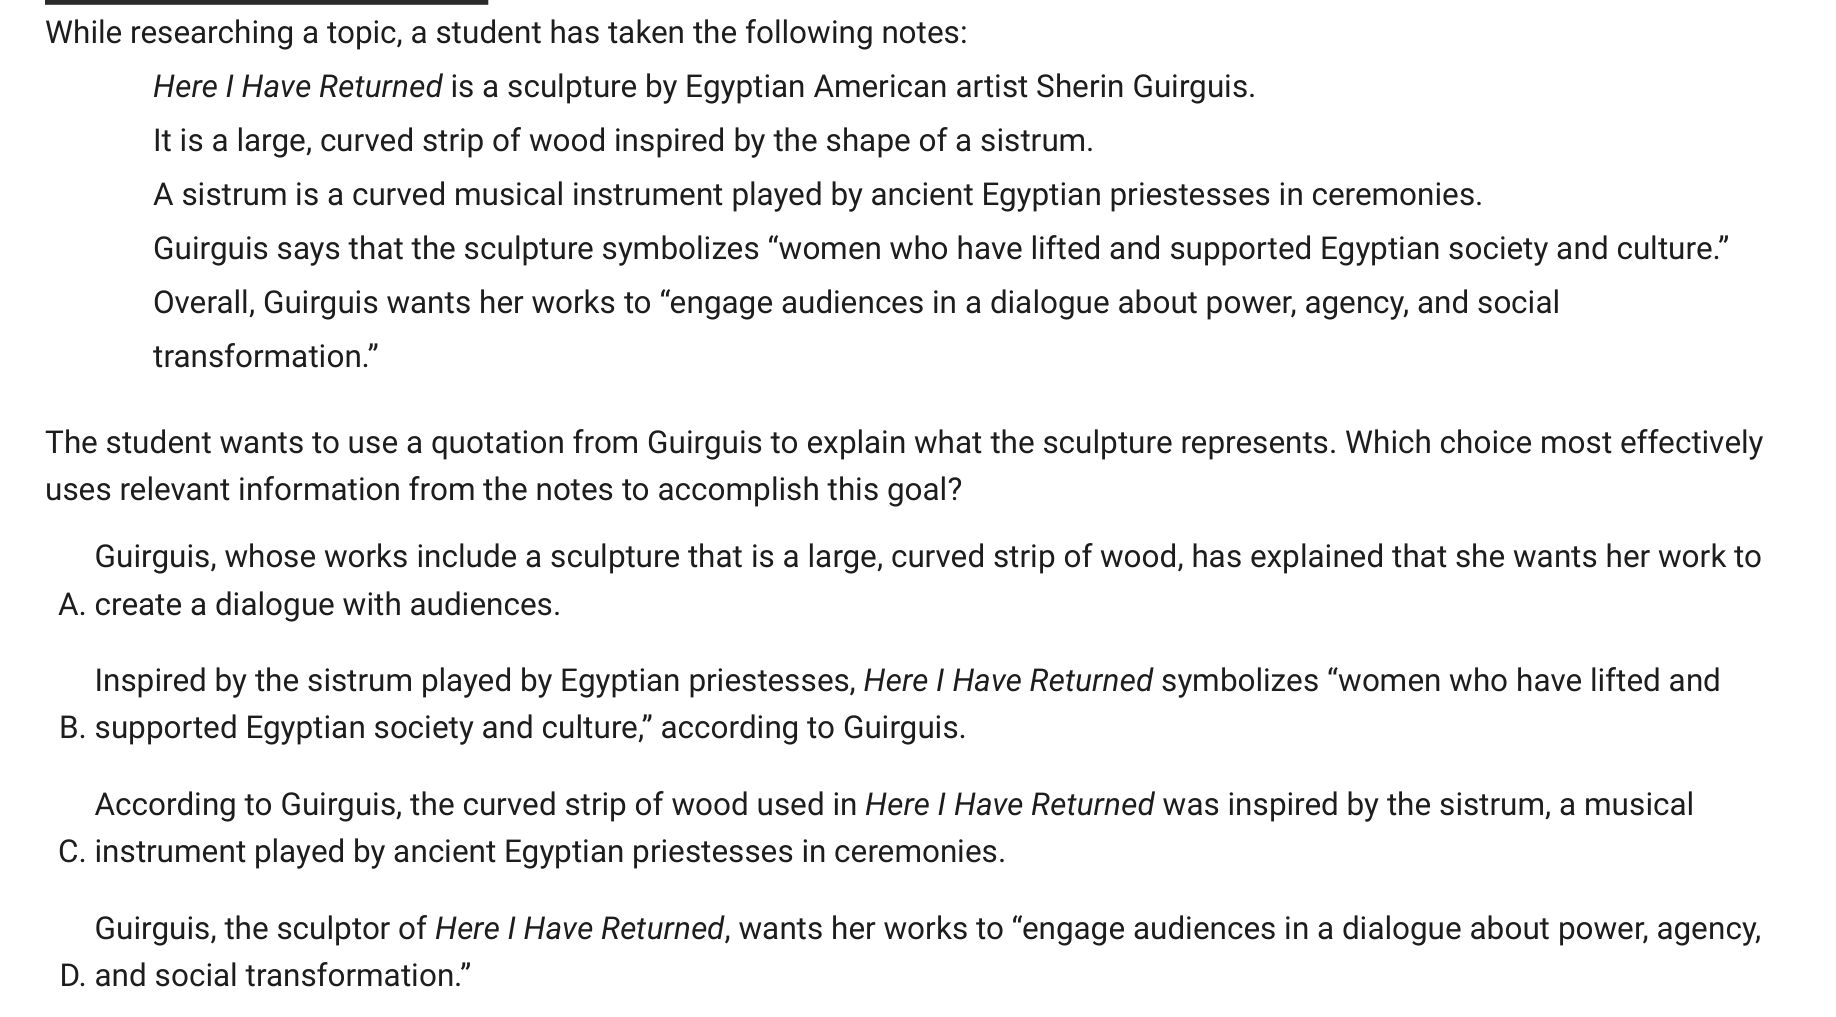 While researching a topic, a student has taken the following notes:
Here I Have Returned is a sculpture by Egyptian American artist Sherin Guirguis.
It is a large, curved strip of wood inspired by the shape of a sistrum.
A sistrum is a curved musical instrument played by ancient Egyptian priestesses in ceremonies.
Guirguis says that the sculpture symbolizes “women who have lifted and supported Egyptian society and culture.”
Overall, Guirguis wants her works to “engage audiences in a dialogue about power, agency, and social
transformation.”
The student wants to use a quotation from Guirguis to explain what the sculpture represents. Which choice most effectively
uses relevant information from the notes to accomplish this goal?
Guirguis, whose works include a sculpture that is a large, curved strip of wood, has explained that she wants her work to
A. create a dialogue with audiences.
Inspired by the sistrum played by Egyptian priestesses, Here I Have Returned symbolizes “women who have lifted and
B. supported Egyptian society and culture,” according to Guirguis.
According to Guirguis, the curved strip of wood used in Here I Have Returned was inspired by the sistrum, a musical
C. instrument played by ancient Egyptian priestesses in ceremonies.
Guirguis, the sculptor of Here I Have Returned, wants her works to “engage audiences in a dialogue about power, agency,
D. and social transformation.”